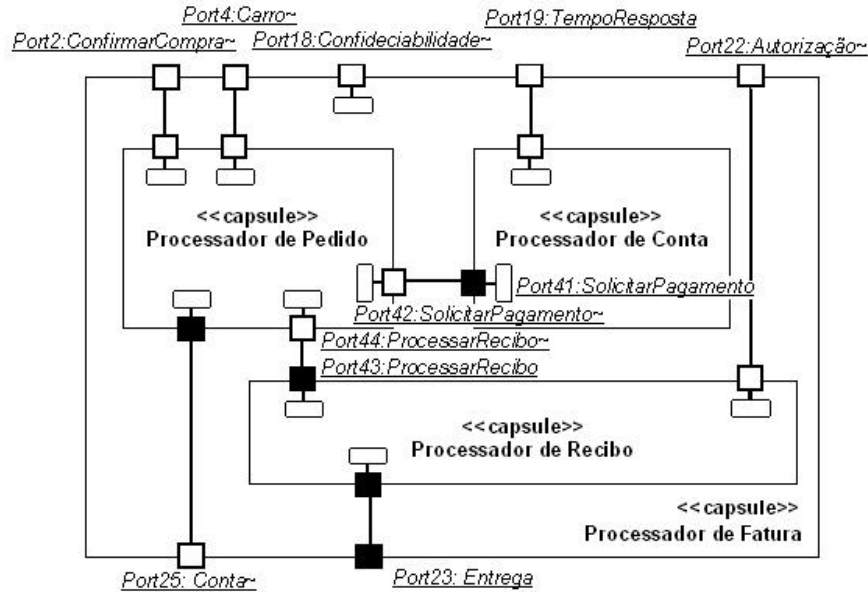 Port4:Carro~
Port2:ConfirmarCompra~
Port18:Confideciabilidade~
Port19:TempoResposta
Port22:Autorização~
<<capsule>>
Processador de Pedido
<<capsule>>
Processador de Conta
Port41:SolicitarPagamento
Port42:SolicitarPagamento~
Port44:ProcessarRecibo~
Port43:ProcessarRecibo
<<capsule>>
Processador de Recibo
<<capsule>>
Processador de Fatura
Port25: Conta~
Port23: Entrega